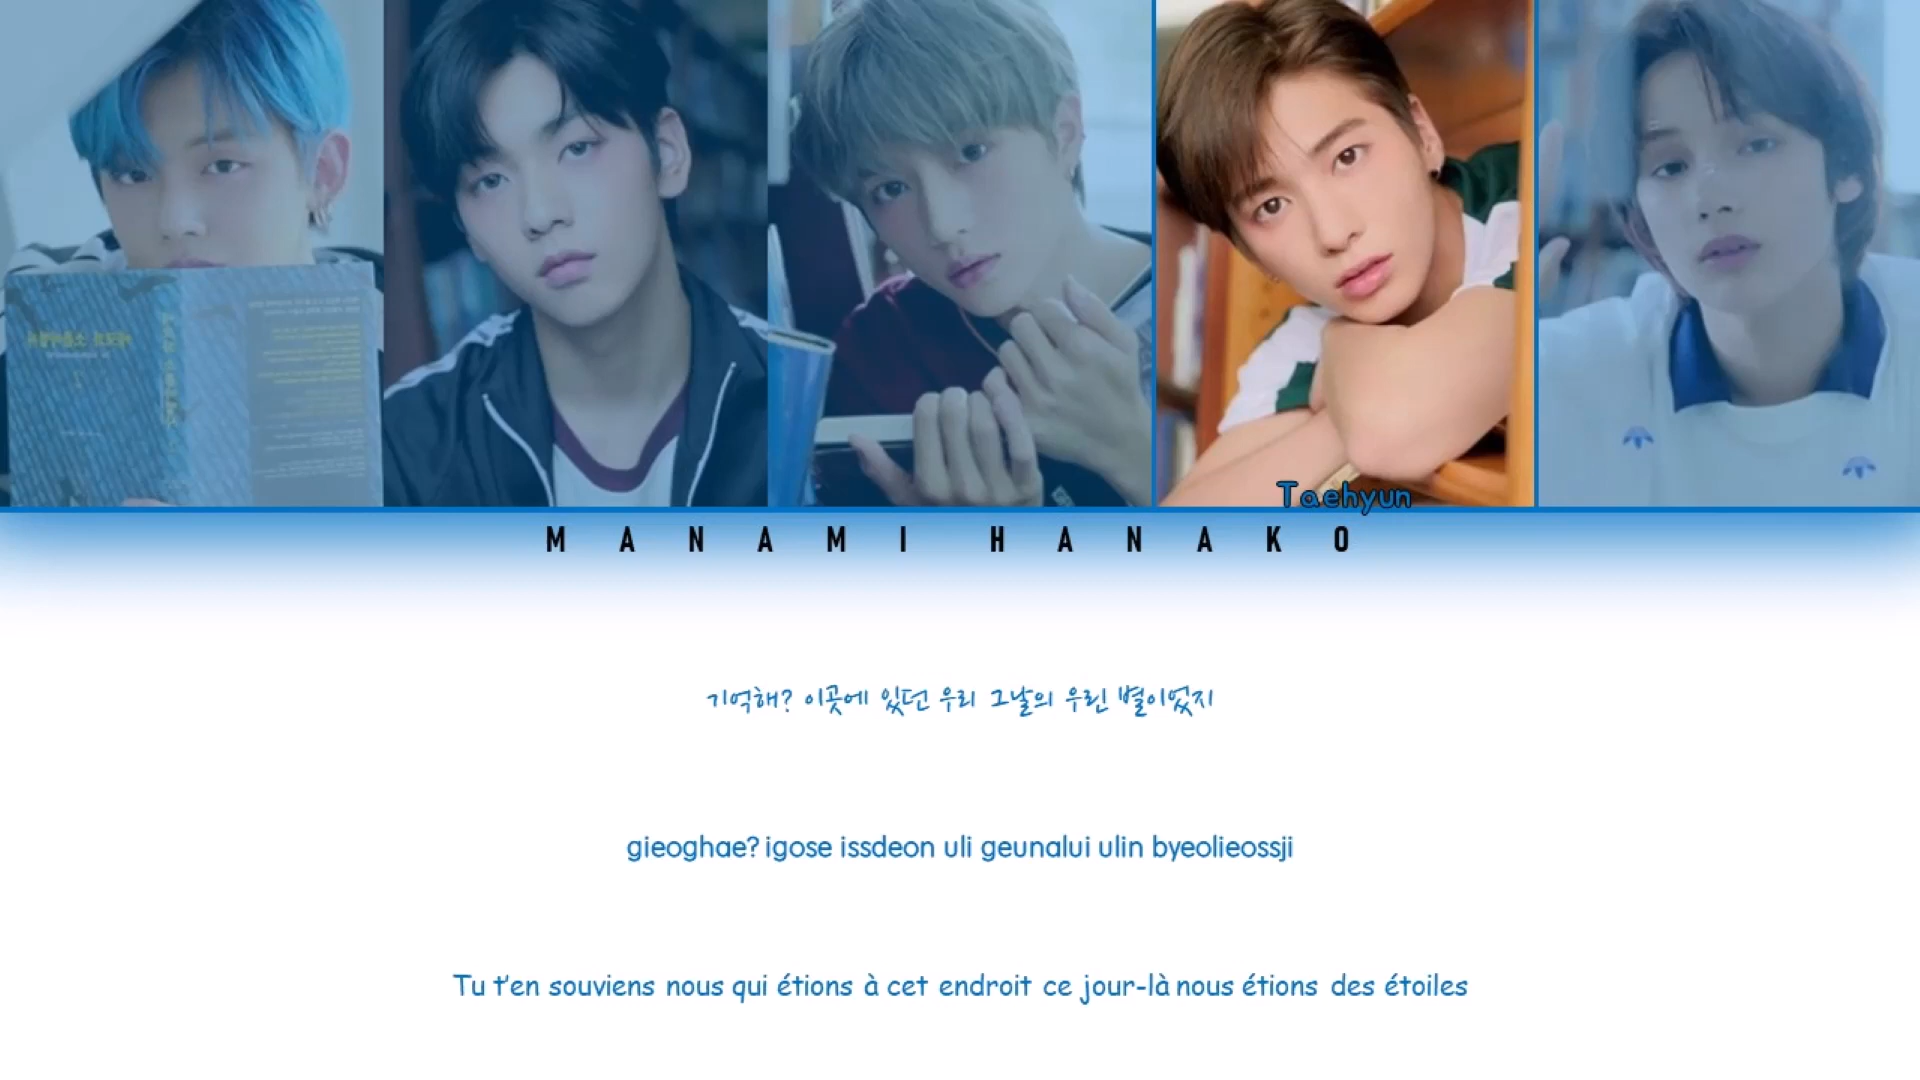 Taehyun
MANAMI HANAKO
기억해? 이곳에 있던 우리 그날의 우린 별이었지
gieoghae? igose issdeon uli geunalui ulin byeolieossji
Tu t'en souviens nous qui étions à cet endroit ce jour-là nous étions des étoiles